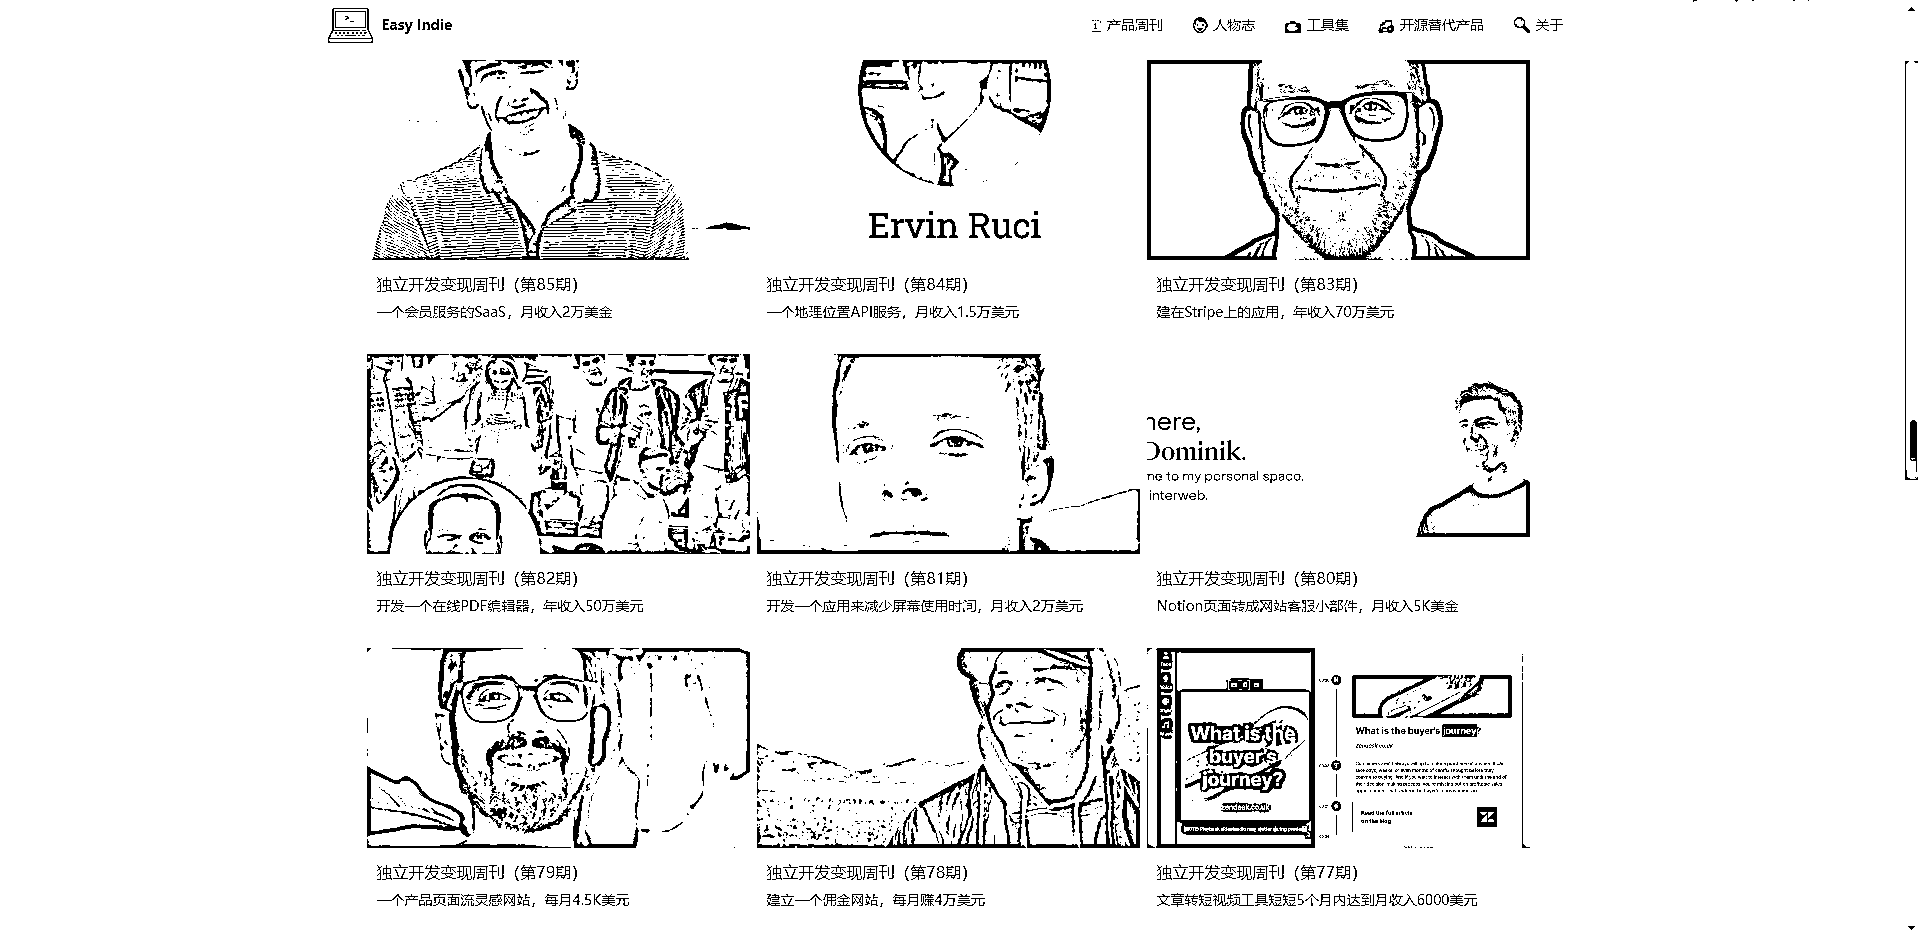 Easy Indie
产品周刊
人物志
工具集
开源替代产品
关于
Ervin Ruci
独立开发变现周刊（第85期）
一个会员服务的SaaS，月收入2万美金
独立开发变现周刊（第84期）
一个地理位置API服务，月收入1.5万美元
独立开发变现周刊（第83期）
建在Stripe上的应用，年收入70万美元
here,
Dominik.
me to my personal space.
interweb.
独立开发变现周刊（第82期）
开发一个在线PDF编辑器，年收入50万美元
独立开发变现周刊（第81期）
开发一个应用来减少屏幕使用时间，月收入2万美元
独立开发变现周刊（第80期）
Notion页面转成网站客服小部件，月收入5K美金
What is the
buyer's
journey?
zendesk.co.uk
What is the buyer's journey?
zendesk.co.uk
Read the full article
on the blog
独立开发变现周刊（第79期）
一个产品页面流灵感网站，每月4.5K美元
独立开发变现周刊（第78期）
建立一个佣金网站，每月赚4万美元
独立开发变现周刊（第77期）
文章转短视频工具短短5个月内达到月收入6000美元